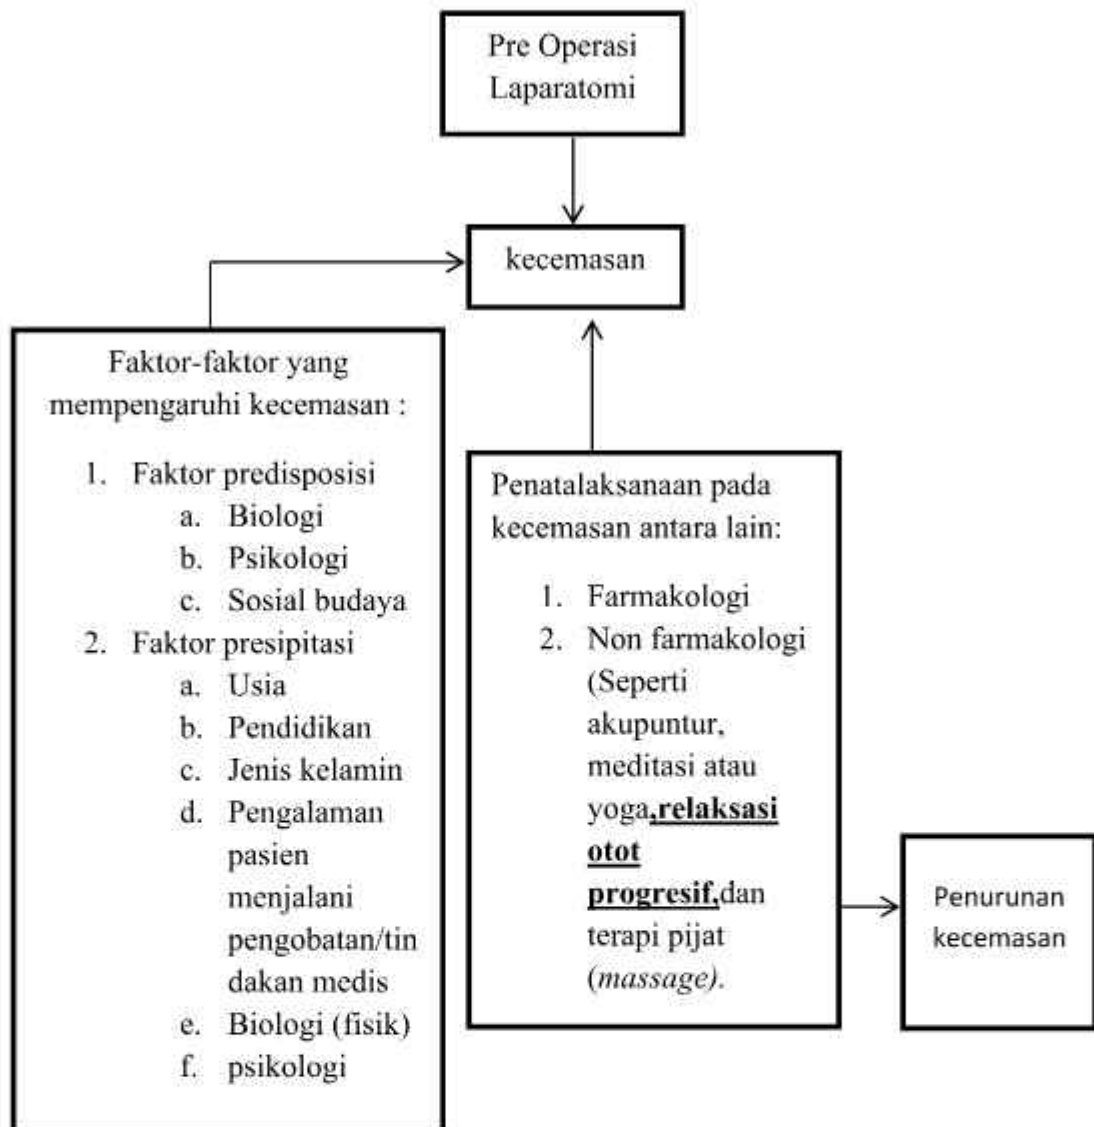 Pre Operasi
Laparatomi
kecemasan
Faktor-faktor yang
mempengaruhi kecemasan :
1. Faktor predisposisi
a. Biologi
b. Psikologi
c. Sosial budaya
2. Faktor presipitasi
a. Usia
b. Pendidikan
c. Jenis kelamin
d. Pengalaman
pasien
menjalani
pengobatan/tin
dakan medis
e. Biologi (fisik)
f. psikologi
Penatalaksanaan pada
kecemasan antara lain:
1. Farmakologi
2. Non farmakologi
(Seperti
akupuntur,
meditasi atau
yoga,relaksasi
otot
progresif,dan
terapi pijat
(massage).
Penurunan
kecemasan